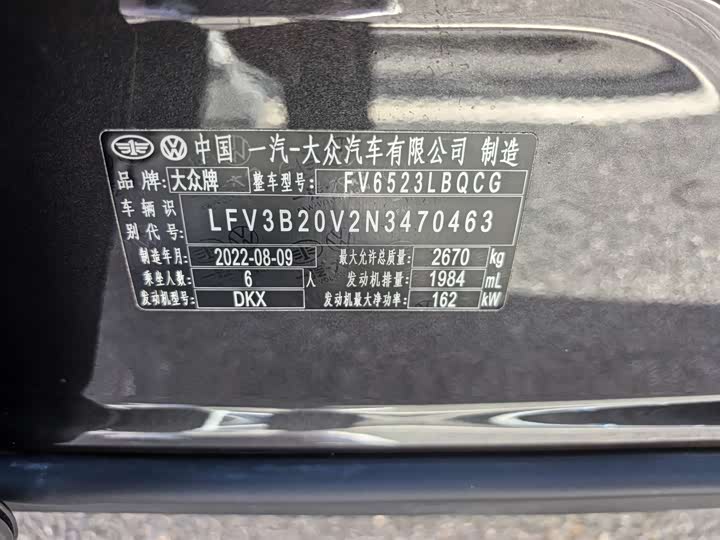 中国 一汽-大众汽车有限公司 制造
品 牌: 大众牌 整车型号: FV6523LBQCG
车 辆 识
别 代 号: LFV3B20V2N3470463
制造年月: 2022-08-09 最大允许总质量: 2670 kg
乘坐人数: 6 人 发动机排量: 1984 mL
发动机型号: DKX 发动机最大净功率: 162 kW